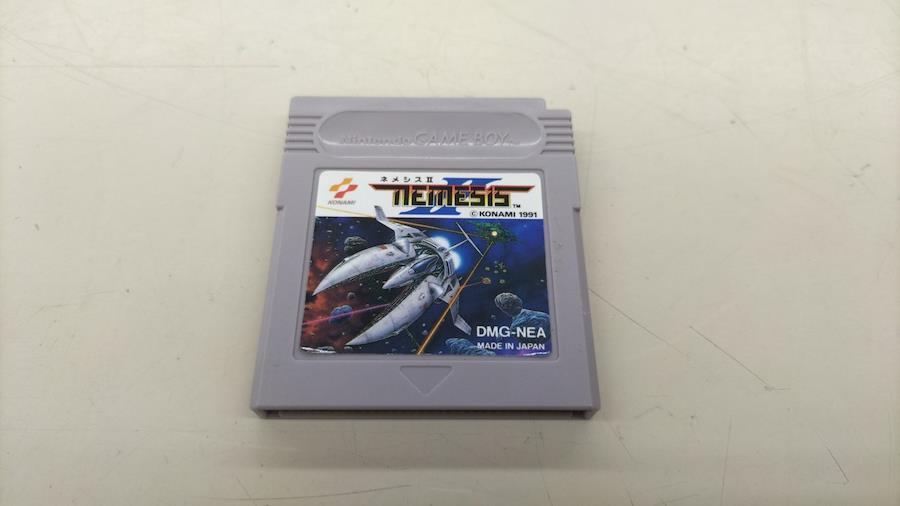 Nintendo GAME BOY
TM
ネメシスII
KONAMI
NEMESIS II
TM
© KONAMI 1991
DMG-NEA
MADE IN JAPAN